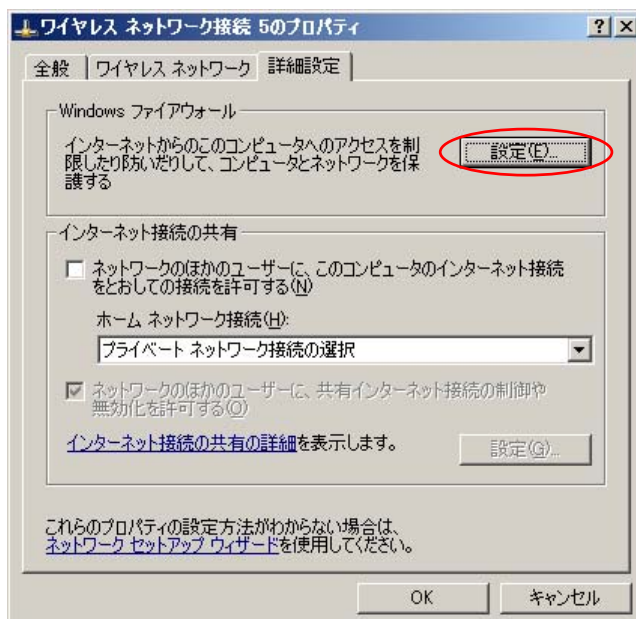 ワイヤレス ネットワーク接続 5のプロパティ
全般
ワイヤレス ネットワーク
詳細設定
Windows ファイアウォール
インターネットからのこのコンピュータへのアクセスを制
限したり防いだりして、コンピュータとネットワークを保
護する
設定(E)...
インターネット接続の共有
ネットワークのほかのユーザーに、このコンピュータのインターネット接続
をとおしての接続を許可する(N)
ホーム ネットワーク接続(H):
プライベート ネットワーク接続の選択
ネットワークのほかのユーザーに、共有インターネット接続の制御や
無効化を許可する(O)
インターネット接続の共有の詳細を表示します。
設定(G)...
これらのプロパティの設定方法がわからない場合は、
ネットワーク セットアップ ウィザードを使用してください。
OK
キャンセル